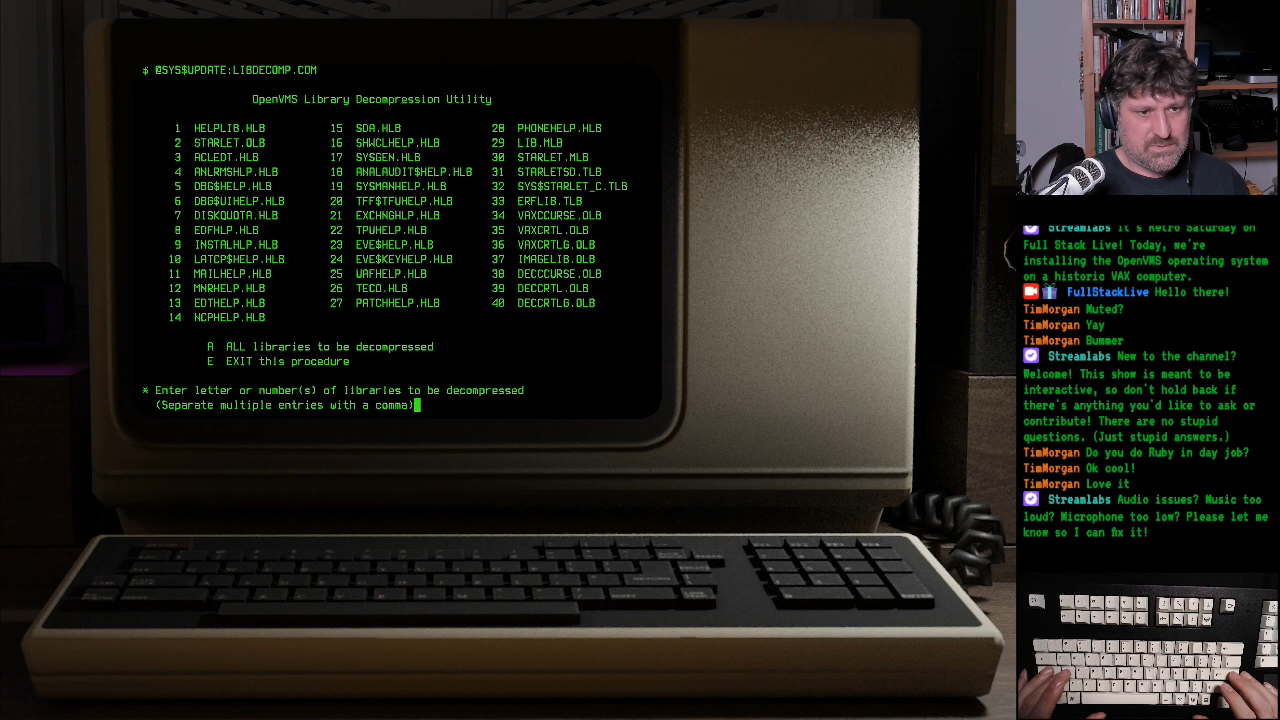 $ @SYS$UPDATE:LIBDECOMP.COM
OpenVMS Library Decompression Utility
1 HELPLIB.HLB 15 SDA.HLB 28 PHONEHELP.HLB
2 STARLET.OLB 16 SHWCLHELP.HLB 29 LIB.MLB
3 ACLEDT.HLB 17 SYSGEN.HLB 30 STARLET.MLB
4 ANLRMSHLP.HLB 18 ANALAUDIT$HELP.HLB 31 STARLETSD.TLB
5 DBG$HELP.HLB 19 SYSMANHELP.HLB 32 SYS$STARLET_C.TLB
6 DBG$UIHELP.HLB 20 TFF$TFUHELP.HLB 33 ERFLIB.TLB
7 DISKQUOTA.HLB 21 EXCHNGHLP.HLB 34 VAXCCURSE.OLB
8 EDFHLP.HLB 22 TPUHELP.HLB 35 VAXCRTL.OLB
9 INSTALHLP.HLB 23 EVE$HELP.HLB 36 VAXCRTLG.OLB
10 LATCP$HELP.HLB 24 EVE$KEYHELP.HLB 37 IMAGELIB.OLB
11 MAILHELP.HLB 25 UAFHELP.HLB 38 DECCCURSE.OLB
12 MNRHELP.HLB 26 TECO.HLB 39 DECCRTL.OLB
13 EDTHELP.HLB 27 PATCHHELP.HLB 40 DECCRTLG.OLB
14 NCPHELP.HLB
A ALL libraries to be decompressed
E EXIT this procedure
* Enter letter or number(s) of libraries to be decompressed
(Separate multiple entries with a comma)
Streamlabs It's Retro Saturday on
Full Stack Live! Today, we're
installing the OpenVMS operating system
on a historic VAX computer.
FullStackLive Hello there!
TimMorgan Muted?
TimMorgan Yay
TimMorgan Bummer
Streamlabs New to the channel?
Welcome! This show is meant to be
interactive, so don't hold back if
there's anything you'd like to ask or
contribute! There are no stupid
questions. (Just stupid answers.)
TimMorgan Do you do Ruby in day job?
TimMorgan Ok cool!
TimMorgan Love it
Streamlabs Audio issues? Music too
loud? Microphone too low? Please let me
know so I can fix it!